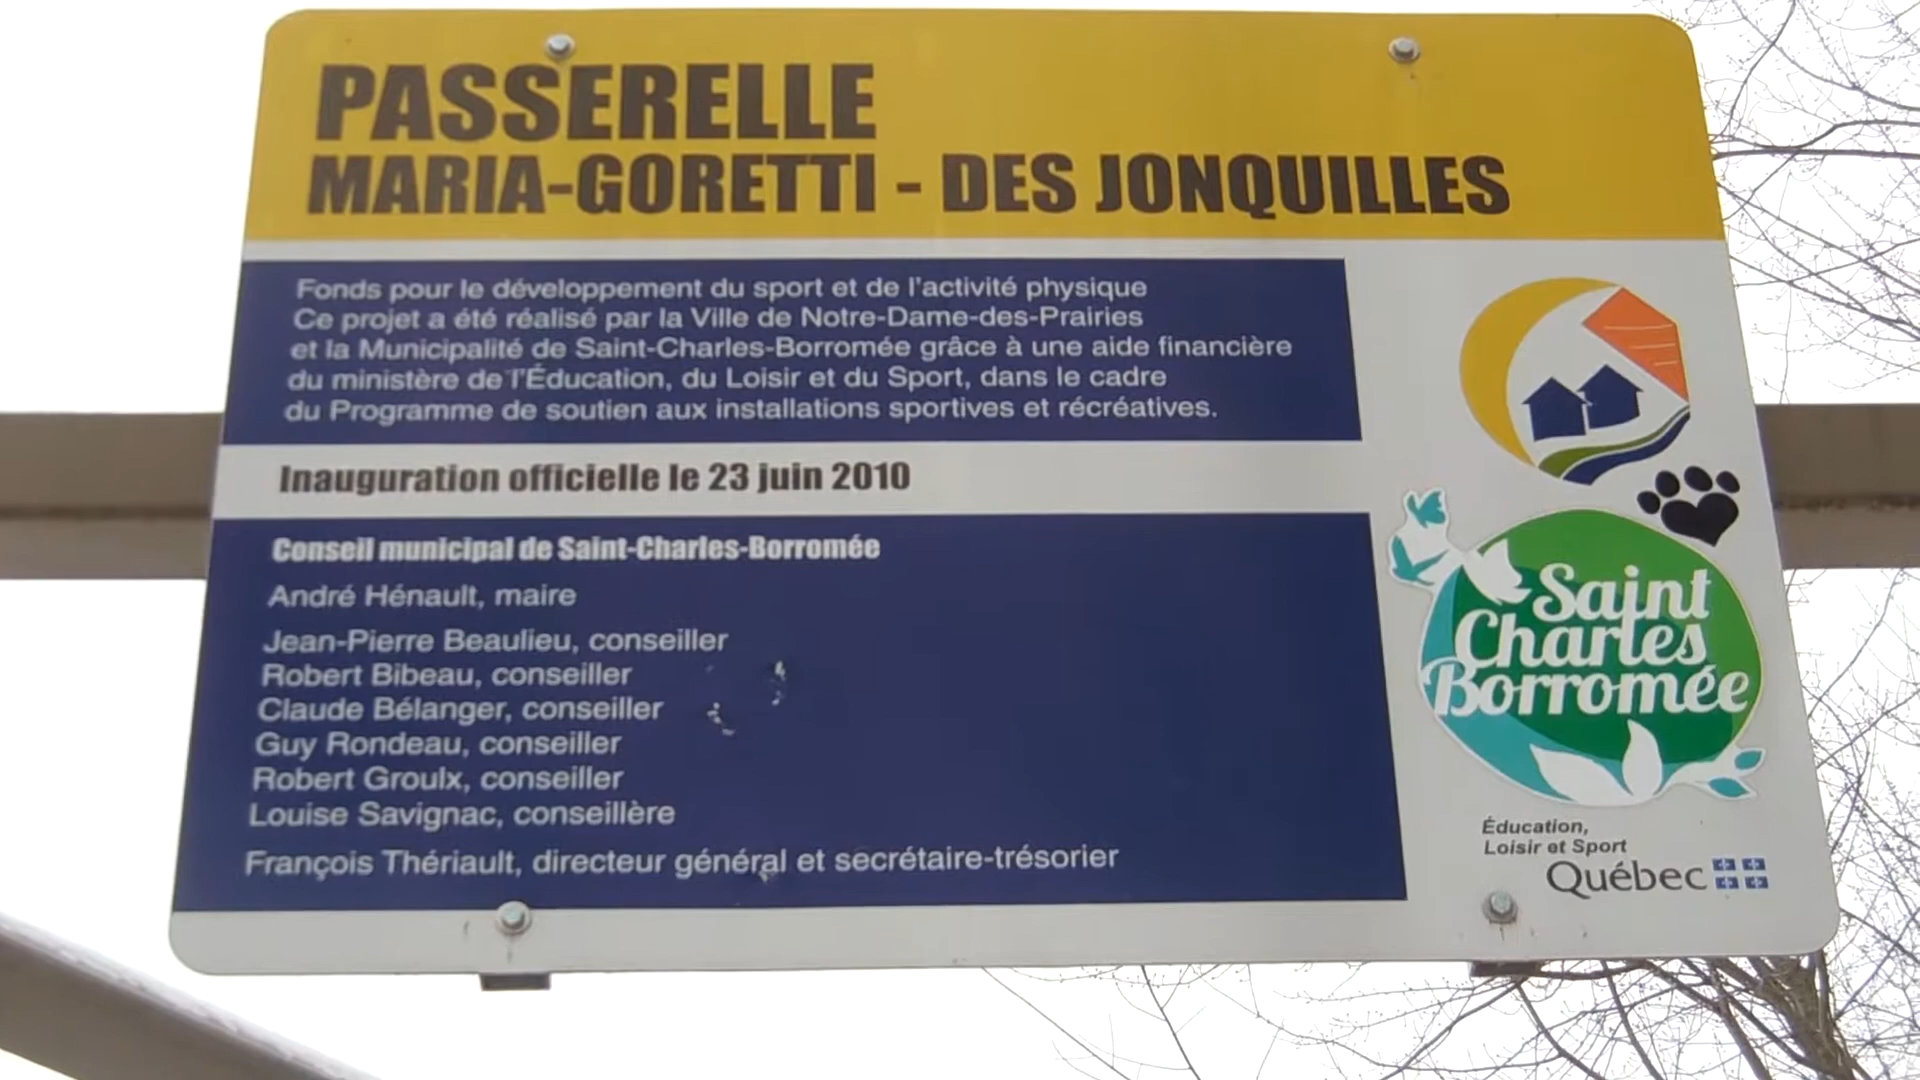 PASSERELLE
MARIA-GORETTI - DES JONQUILLES
Fonds pour le développement du sport et de l'activité physique
Ce projet a été réalisé par la Ville de Notre-Dame-des-Prairies
et la Municipalité de Saint-Charles-Borromée grâce à une aide financière
du ministère de l'Éducation, du Loisir et du Sport, dans le cadre
du Programme de soutien aux installations sportives et récréatives.
Inauguration officielle le 23 juin 2010
Conseil municipal de Saint-Charles-Borromée
André Hénault, maire
Jean-Pierre Beaulieu, conseiller
Robert Bibeau, conseiller
Claude Bélanger, conseiller
Guy Rondeau, conseiller
Robert Groulx, conseiller
Louise Savignac, conseillère
François Thériault, directeur général et secrétaire-trésorier
Saint
Charles
Borromée
Éducation,
Loisir et Sport
Québec